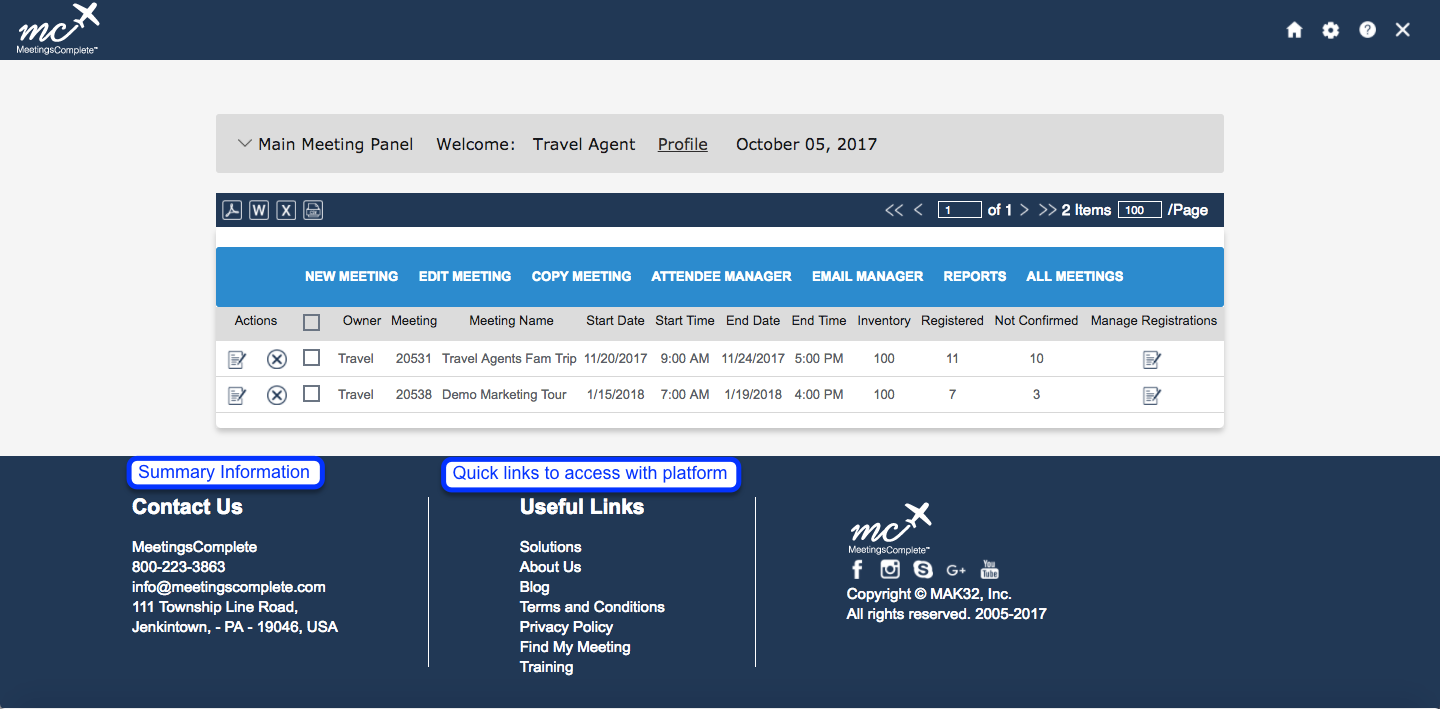 mc
MeetingsComplete™
Main Meeting Panel Welcome: Travel Agent Profile October 05, 2017
W X 1 of 1 2 Items 100 /Page
NEW MEETING EDIT MEETING COPY MEETING ATTENDEE MANAGER EMAIL MANAGER REPORTS ALL MEETINGS
Actions Owner Meeting Meeting Name Start Date Start Time End Date End Time Inventory Registered Not Confirmed Manage Registrations
Travel 20531 Travel Agents Fam Trip 11/20/2017 9:00 AM 11/24/2017 5:00 PM 100 11 10
Travel 20538 Demo Marketing Tour 1/15/2018 7:00 AM 1/19/2018 4:00 PM 100 7 3
Summary Information
Contact Us
MeetingsComplete
800-223-3863
info@meetingscomplete.com
111 Township Line Road,
Jenkintown, - PA - 19046, USA
Quick links to access with platform
Useful Links
Solutions
About Us
Blog
Terms and Conditions
Privacy Policy
Find My Meeting
Training
mc
MeetingsComplete™
f G+ You Tube
Copyright © MAK32, Inc.
All rights reserved. 2005-2017